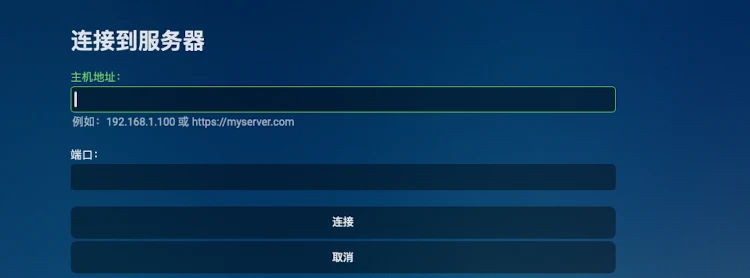 连接到服务器
主机地址：
例如：192.168.1.100 或 https://myserver.com
端口：
连接
取消